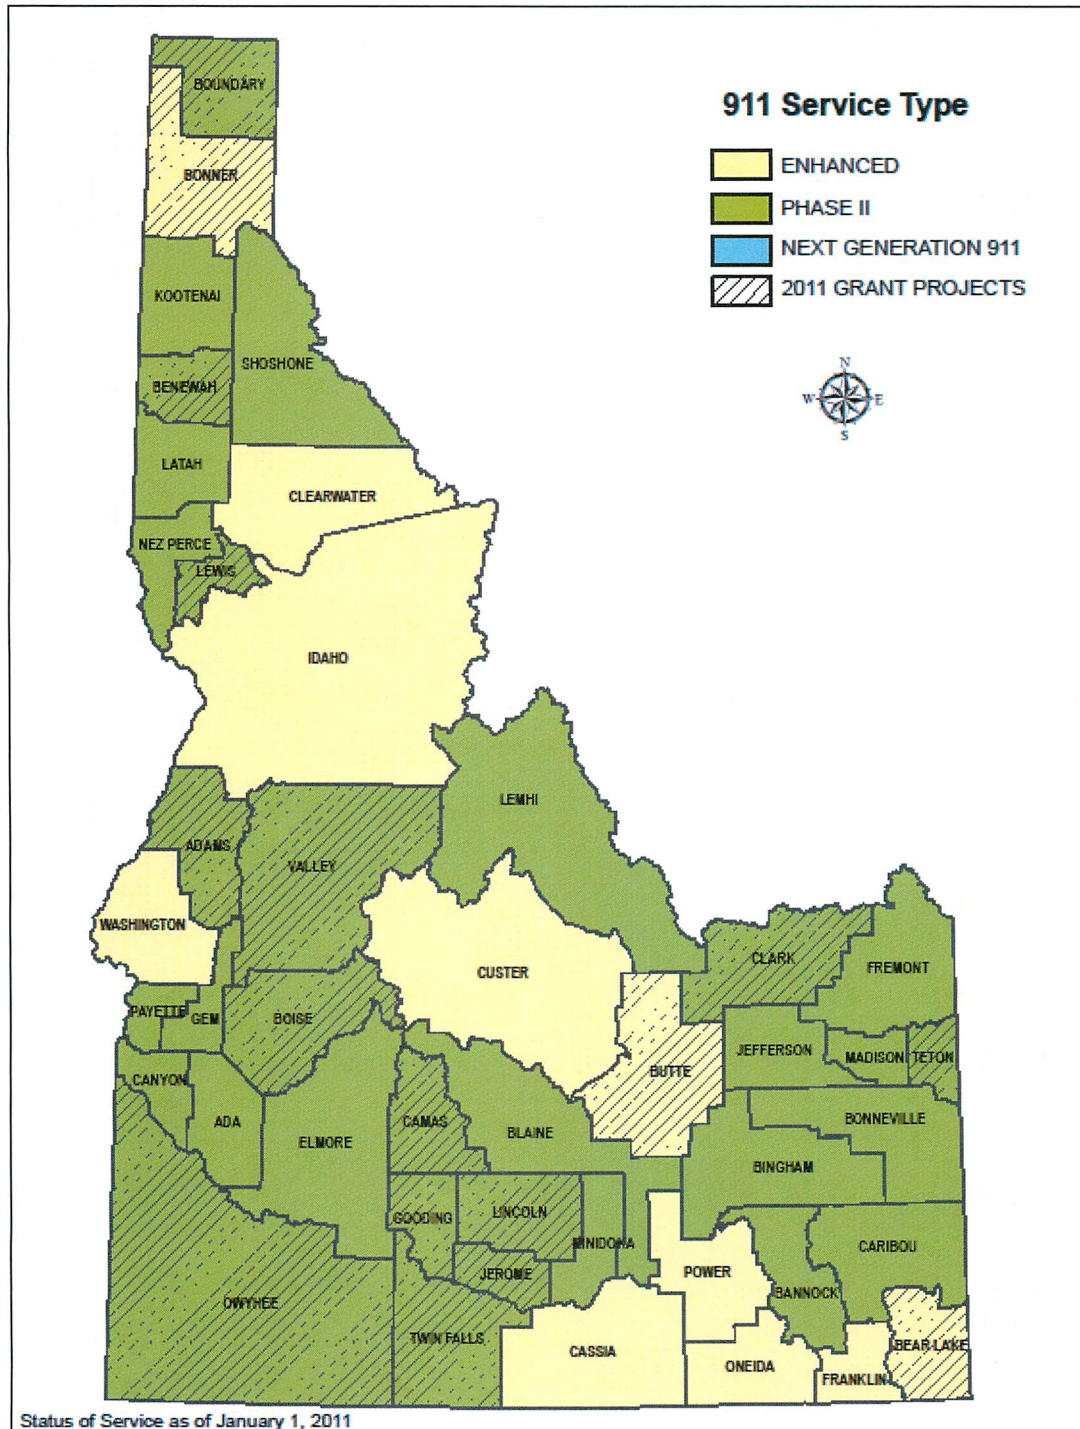 911 Service Type
ENHANCED
PHASE II
NEXT GENERATION 911
2011 GRANT PROJECTS
N
W E
S
BOUNDARY
BONNER
KOOTENAI
SHOSHONE
BENEWAH
LATAH
CLEARWATER
NEZ PERCE
LEWIS
IDAHO
LEMHI
ADAMS
VALLEY
WASHINGTON
CUSTER
CLARK
FREMONT
PAYETTE
GEM
BOISE
BUTTE
JEFFERSON
MADISON
TETON
CANYON
ADA
ELMORE
CAMAS
BLAINE
BONNEVILLE
BINGHAM
GOODING
LINCOLN
MINIDOKA
JEROME
POWER
CARIBOU
BANNOCK
OWYHEE
TWIN FALLS
CASSIA
ONEIDA
FRANKLIN
BEAR LAKE
Status of Service as of January 1, 2011